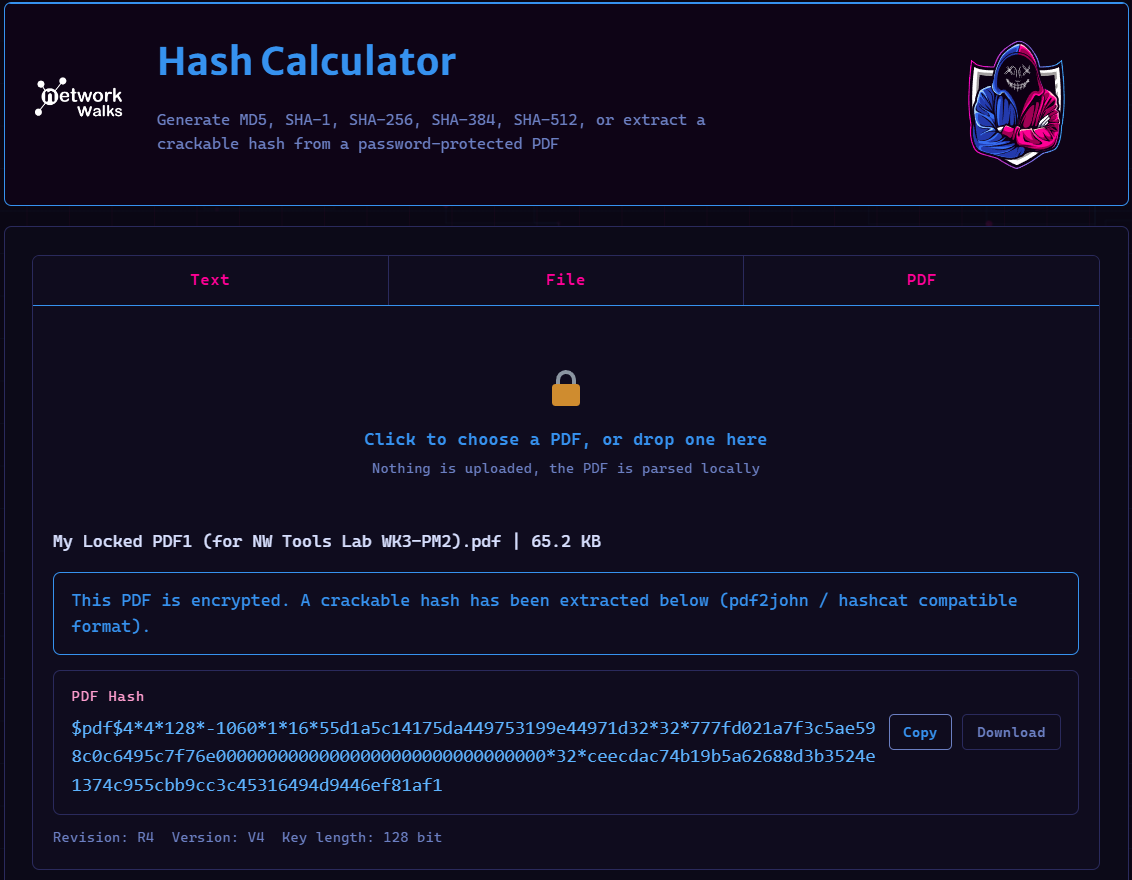 network
Walks
Hash Calculator
Generate MD5, SHA-1, SHA-256, SHA-384, SHA-512, or extract a
crackable hash from a password-protected PDF
Text
File
PDF
Click to choose a PDF, or drop one here
Nothing is uploaded, the PDF is parsed locally
My Locked PDF1 (for NW Tools Lab WK3-PM2).pdf | 65.2 KB
This PDF is encrypted. A crackable hash has been extracted below (pdf2john / hashcat compatible
format).
PDF Hash
$pdf$4*4*128*-1060*1*16*55d1a5c14175da449753199e44971d32*32*777fd021a7f3c5ae59
8c0c6495c7f76e00000000000000000000000000000000*32*ceecdac74b19b5a62688d3b3524e
1374c955cbb9cc3c45316494d9446ef81af1
Copy
Download
Revision: R4 Version: V4 Key length: 128 bit